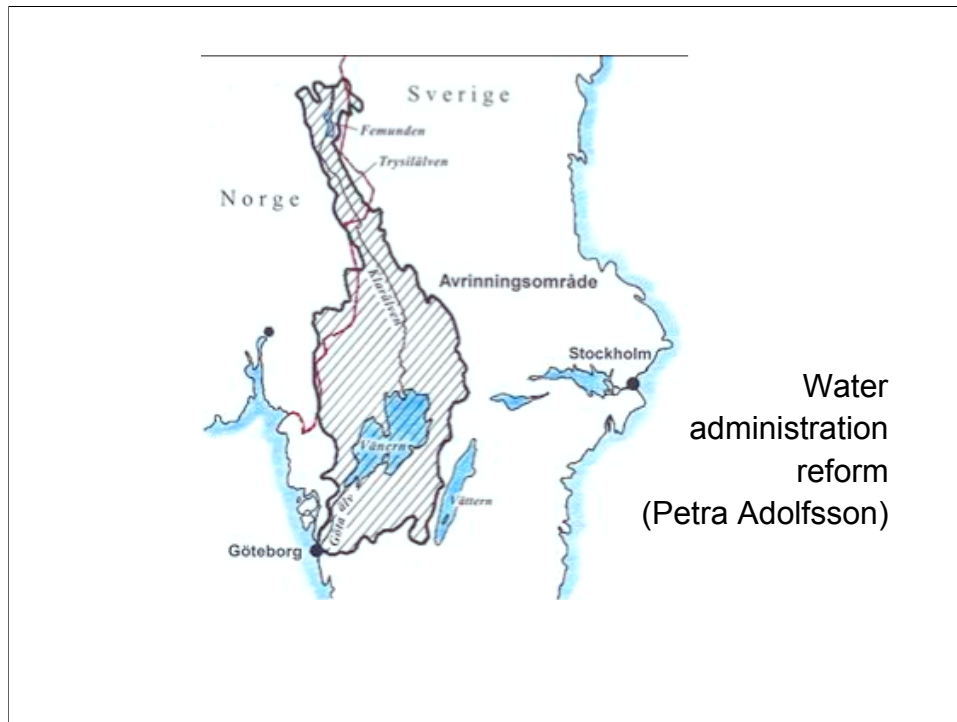 Sverige
Femunden
Trysilälven
Norge
Klarälven
Avrinningsområde
Stockholm
Vänern
Vättern
Göta älv
Göteborg
Water
administration
reform
(Petra Adolfsson)